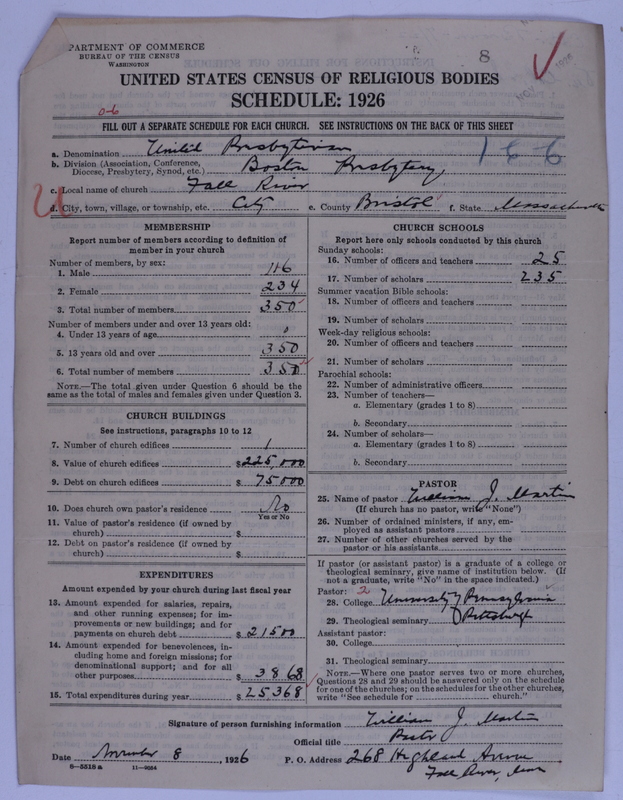 PARTMENT OF COMMERCE
BUREAU OF THE CENSUS
WASHINGTON
8
UNITED STATES CENSUS OF RELIGIOUS BODIES
SCHEDULE: 1926
0-6
FILL OUT A SEPARATE SCHEDULE FOR EACH CHURCH. SEE INSTRUCTIONS ON THE BACK OF THIS SHEET
a. Denomination United Presbyterian
166
b. Division (Association, Conference, Diocese, Presbytery, Synod, etc.) Boston Presbytery
c. Local name of church Fall River
d. City, town, village, or township, etc. City e. County Bristol f. State Massachusetts
MEMBERSHIP
Report number of members according to definition of
member in your church
Number of members, by sex:
1. Male 116
2. Female 234
3. Total number of members 350
Number of members under and over 13 years old:
4. Under 13 years of age 0
5. 13 years old and over 350
6. Total number of members 350
NOTE.—The total given under Question 6 should be the
same as the total of males and females given under Question 3.
CHURCH BUILDINGS
See instructions, paragraphs 10 to 12
7. Number of church edifices 1
8. Value of church edifices $225,000
9. Debt on church edifices $75000
10. Does church own pastor's residence No
Yes or No
11. Value of pastor's residence (if owned by
church) $
12. Debt on pastor's residence (if owned by
church) $
EXPENDITURES
Amount expended by your church during last fiscal year
13. Amount expended for salaries, repairs,
and other running expenses; for im-
provements or new buildings; and for
payments on church debt $21500
14. Amount expended for benevolences, in-
cluding home and foreign missions; for
denominational support; and for all
other purposes $3868
15. Total expenditures during year $25368
CHURCH SCHOOLS
Report here only schools conducted by this church
Sunday schools:
16. Number of officers and teachers 25
17. Number of scholars 235
Summer vacation Bible schools:
18. Number of officers and teachers
19. Number of scholars
Week-day religious schools:
20. Number of officers and teachers
21. Number of scholars
Parochial schools:
22. Number of administrative officers
23. Number of teachers—
a. Elementary (grades 1 to 8)
b. Secondary
24. Number of scholars—
a. Elementary (grades 1 to 8)
b. Secondary
PASTOR
25. Name of pastor William J. Martin
(If church has no pastor, write "None")
26. Number of ordained ministers, if any, em-
ployed as assistant pastors
27. Number of other churches served by the
pastor or his assistants
If pastor (or assistant pastor) is a graduate of a college or
theological seminary, give name of institution below. (If
not a graduate, write "No" in the space indicated.)
Pastor: 2
28. College University of Pennsylvania
29. Theological seminary Pittsburgh
Assistant pastor:
30. College
31. Theological seminary
NOTE.—Where one pastor serves two or more churches,
Questions 28 and 29 should be answered only on the schedule
for one of the churches; on the schedules for the other churches,
write "See schedule for church."
Signature of person furnishing information William J. Martin
Official title Pastor
Date November 8, 1926 P. O. Address 268 Highland Avenue
Fall River, Mass
8-5516 a 11-9054